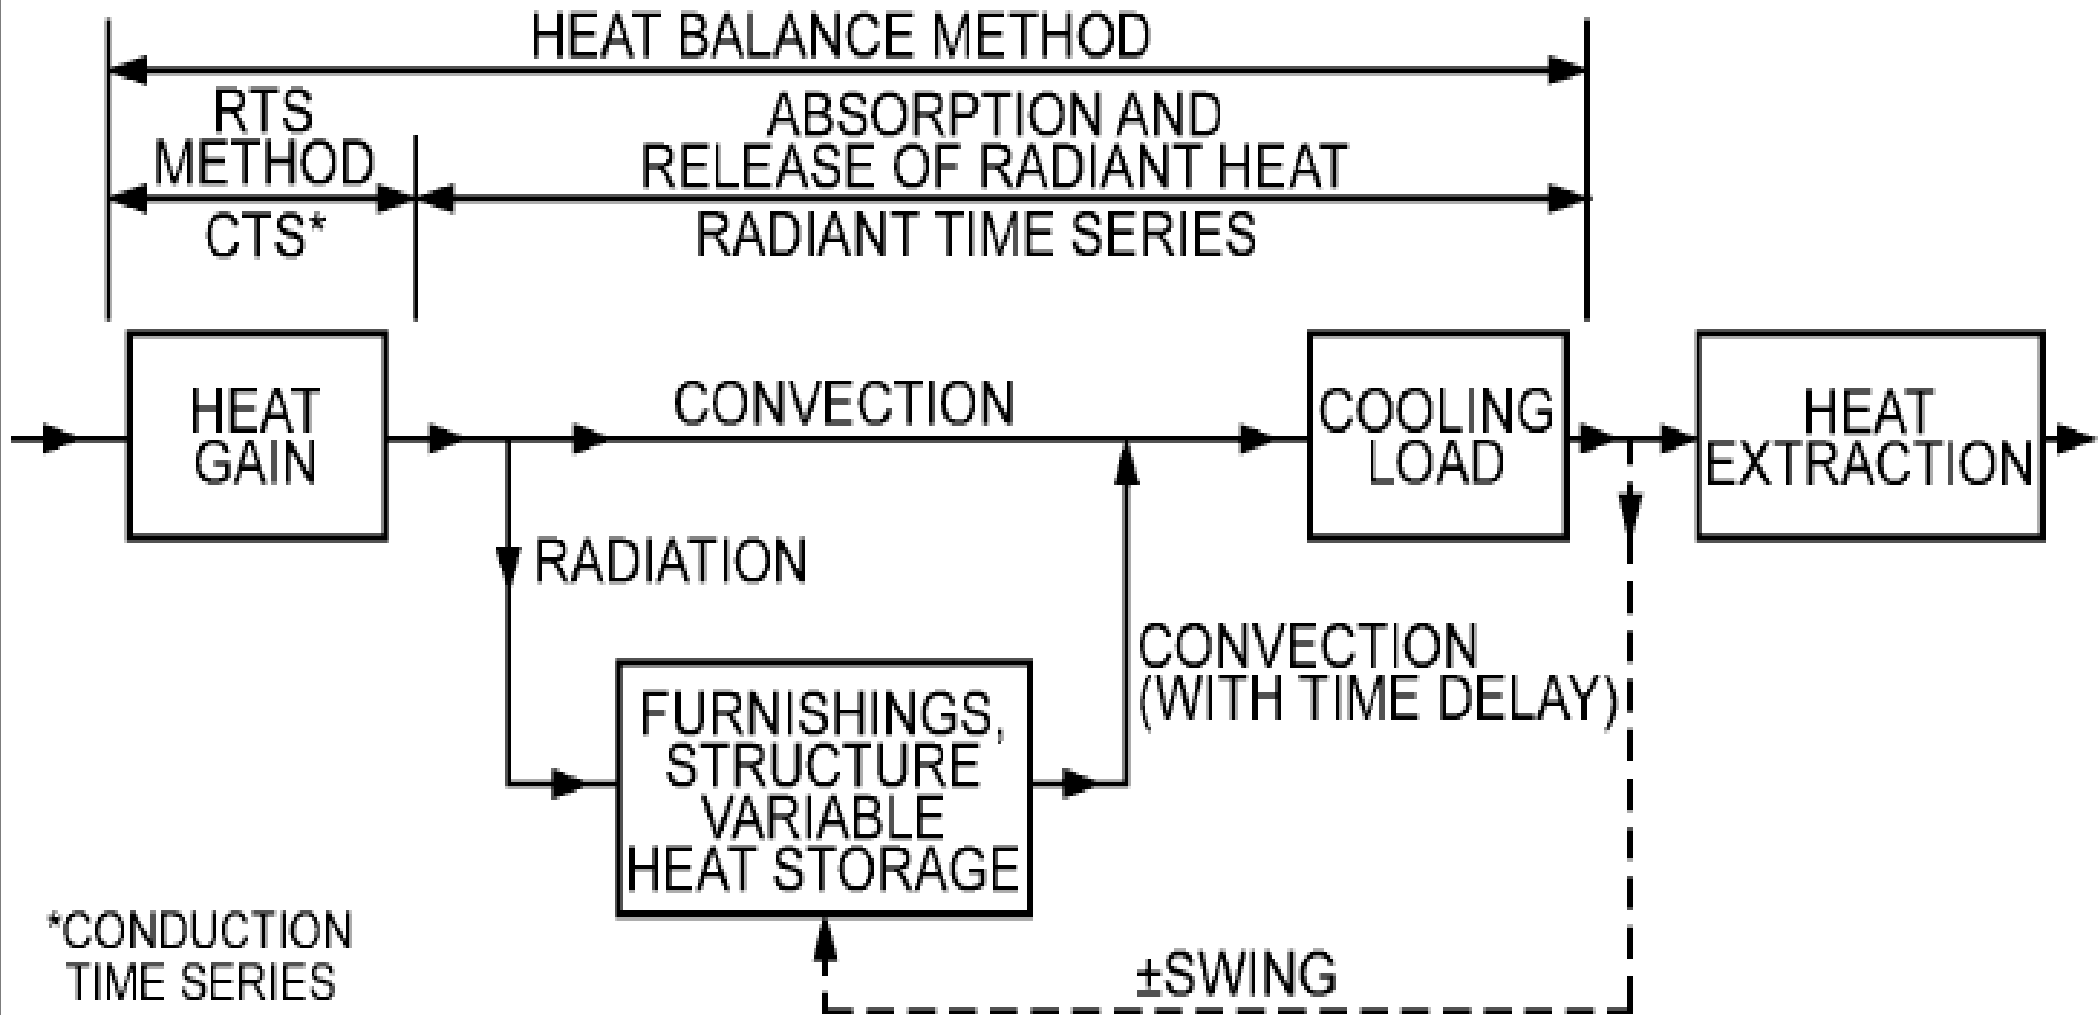 HEAT BALANCE METHOD
RTS
METHOD
CTS*
ABSORPTION AND
RELEASE OF RADIANT HEAT
RADIANT TIME SERIES
HEAT
GAIN
CONVECTION
COOLING
LOAD
HEAT
EXTRACTION
RADIATION
CONVECTION
(WITH TIME DELAY)
FURNISHINGS,
STRUCTURE
VARIABLE
HEAT STORAGE
*CONDUCTION
TIME SERIES
±SWING